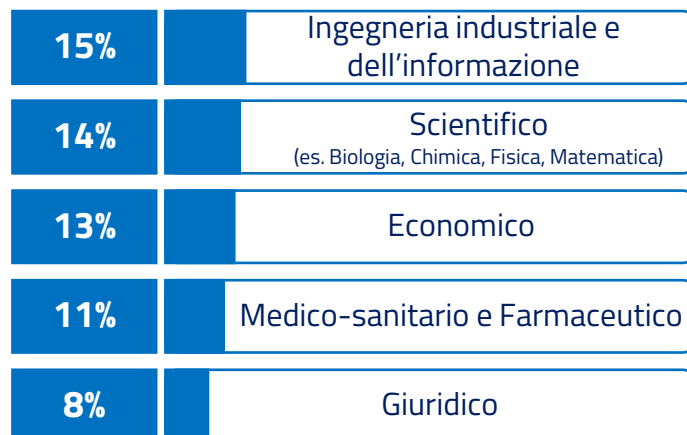 15%
Ingegneria industriale e
dell’informazione
14%
Scientifico
(es. Biologia, Chimica, Fisica, Matematica)
13%
Economico
11%
Medico-sanitario e Farmaceutico
8%
Giuridico